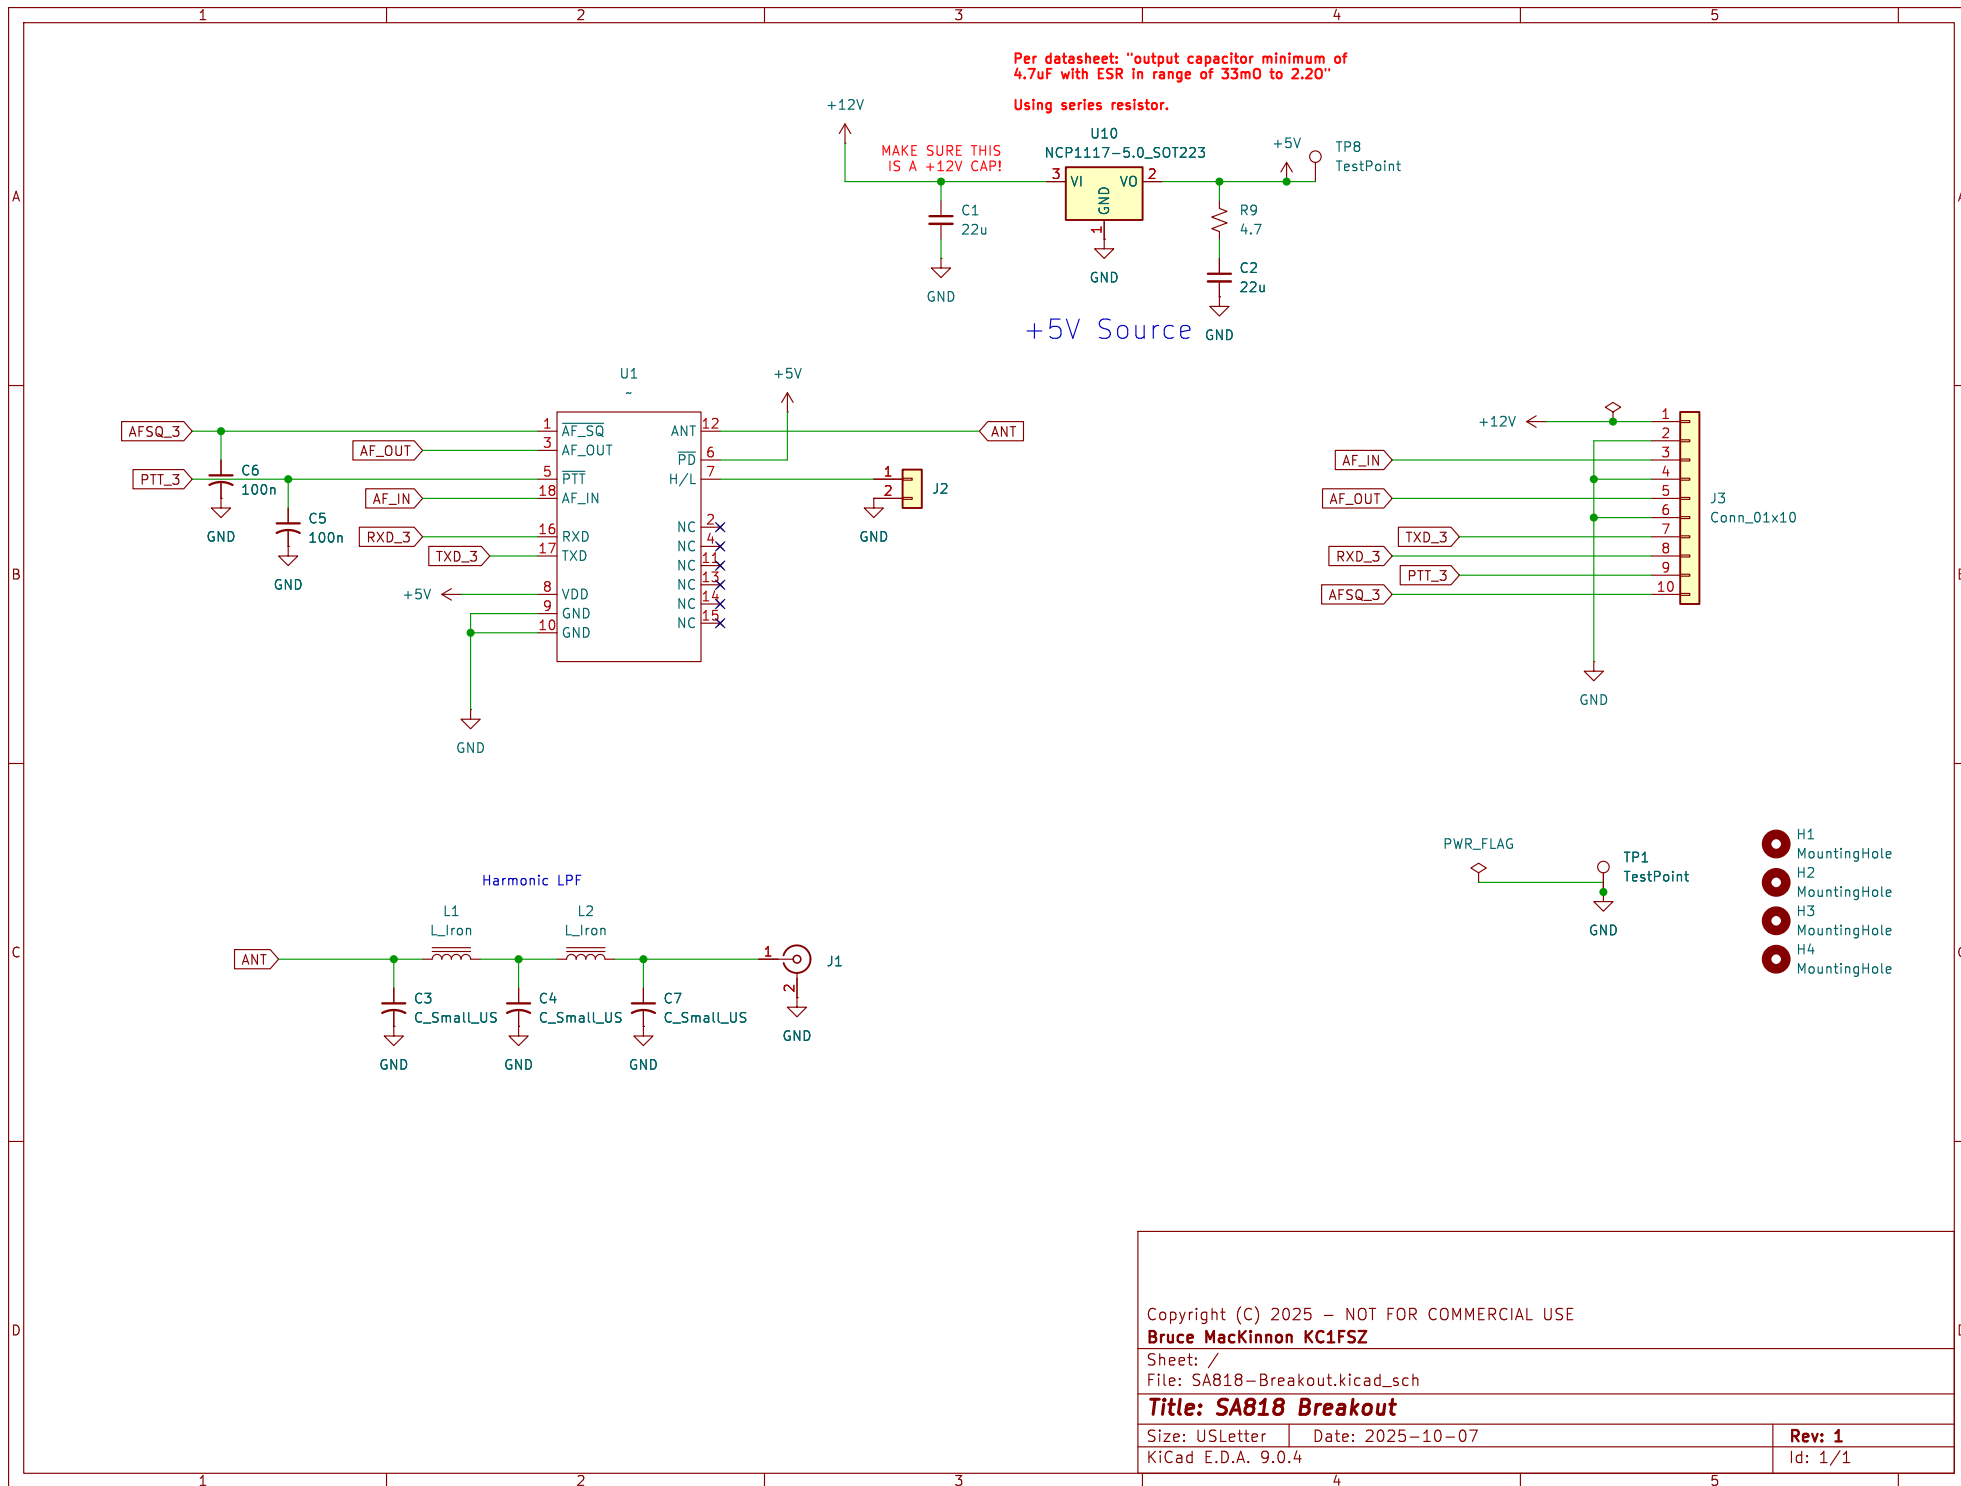 1 2 3 4 5
Per datasheet: "output capacitor minimum of
4.7uF with ESR in range of 33mO to 2.2O"
Using series resistor.
+12V
MAKE SURE THIS
IS A +12V CAP!
U10
NCP1117-5.0_SOT223
3 VI VO 2
GND
1
GND
+5V
TP8
TestPoint
C1
22u
GND
R9
4.7
C2
22u
GND
+5V Source
A
U1
~
+5V
AFSQ_3
AF_OUT
PTT_3
AF_IN
RXD_3
TXD_3
C6
100n
GND
C5
100n
GND
+5V
GND
1 AF_SQ
3 AF_OUT
5 PTT
18 AF_IN
16 RXD
17 TXD
8 VDD
9 GND
10 GND
ANT 12
PD 6
H/L 7
NC 2
NC 4
NC 11
NC 13
NC 14
NC 15
ANT
1
2
J2
GND
B
+12V
AF_IN
AF_OUT
TXD_3
RXD_3
PTT_3
AFSQ_3
1
2
3
4
5
6
7
8
9
10
J3
Conn_01x10
GND
Harmonic LPF
ANT
L1
L_Iron
L2
L_Iron
C3
C_Small_US
GND
C4
C_Small_US
GND
C7
C_Small_US
GND
1
2
J1
GND
C
PWR_FLAG
TP1
TestPoint
GND
H1
MountingHole
H2
MountingHole
H3
MountingHole
H4
MountingHole
D
Copyright (C) 2025 - NOT FOR COMMERCIAL USE
Bruce MacKinnon KC1FSZ
Sheet: /
File: SA818-Breakout.kicad_sch
Title: SA818 Breakout
Size: USLetter Date: 2025-10-07 Rev: 1
KiCad E.D.A. 9.0.4 Id: 1/1
1 2 3 4 5